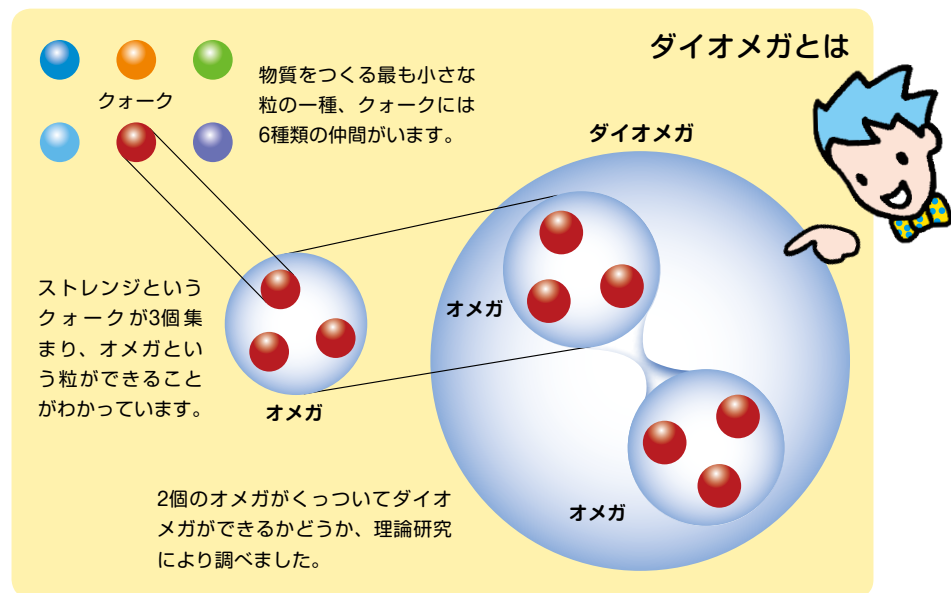 ダイオメガとは
クォーク
物質をつくる最も小さな
粒の一種、クォークには
6種類の仲間がいます。
ダイオメガ
ストレンジという
クォークが3個集
まり、オメガとい
う粒ができること
がわかっています。
オメガ
オメガ
オメガ
2個のオメガがくっついてダイオ
メガができるかどうか、理論研究
により調べました。